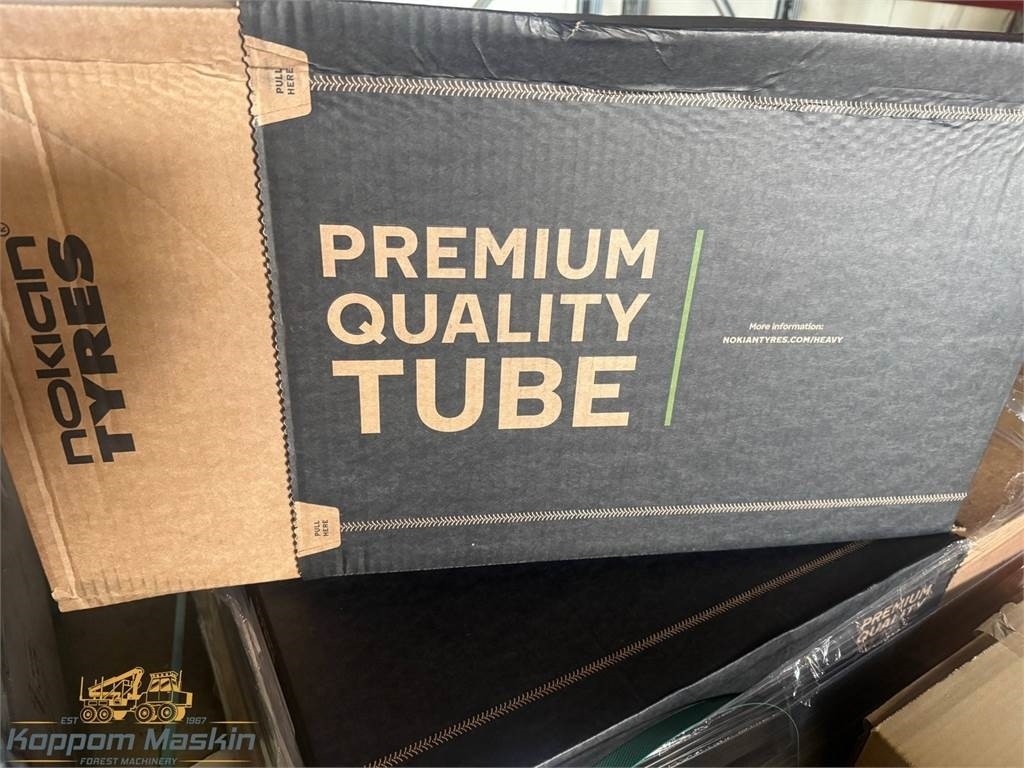 PULL
HERE
nokian
TYRES
PREMIUM
QUALITY
TUBE
More information:
NOKIANTYRES.COM/HEAVY
PULL
HERE
PREMIUM
QUALITY
EST 1967
Koppom Maskin
FOREST MACHINERY